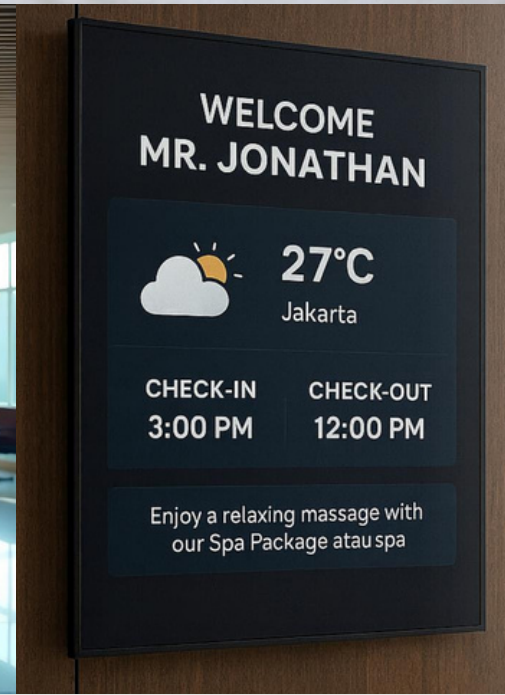 WELCOME
MR. JONATHAN
27°C
Jakarta
CHECK-IN
3:00 PM
CHECK-OUT
12:00 PM
Enjoy a relaxing massage with
our Spa Package atau spa